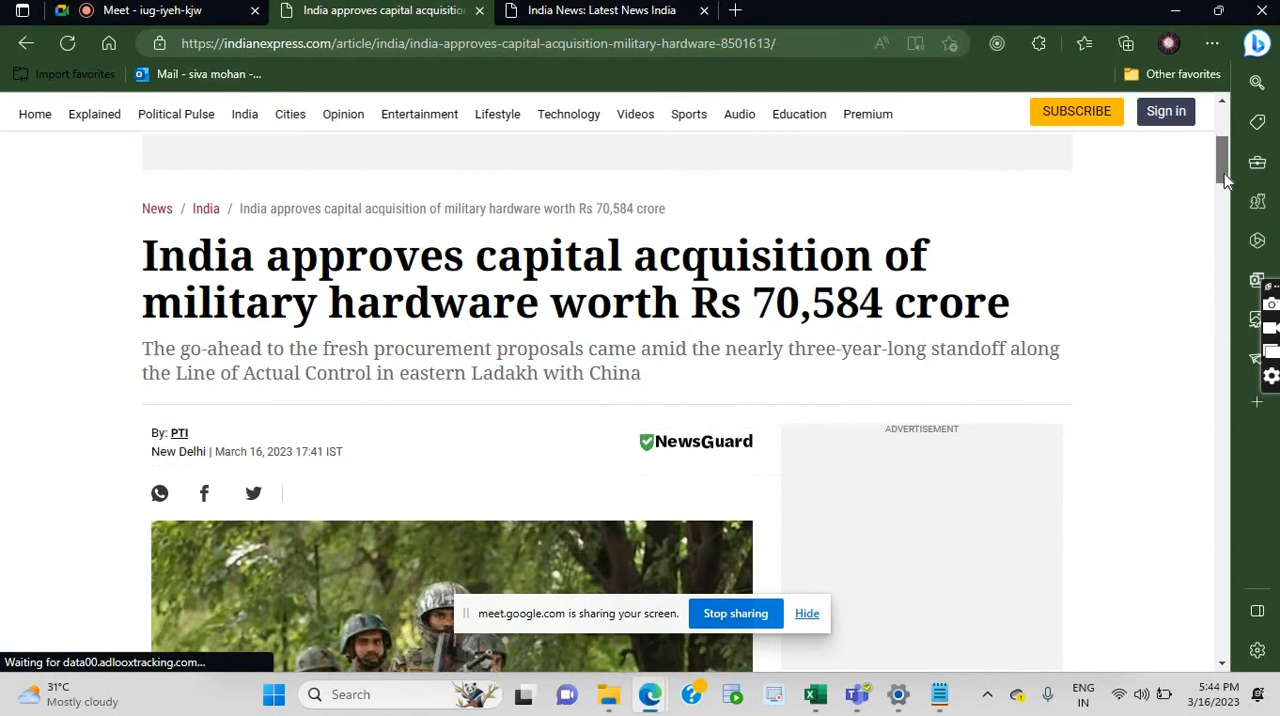 Meet - iug-iyeh-kjw
India approves capital acquisitio
India News: Latest News India
https://indianexpress.com/article/india/india-approves-capital-acquisition-military-hardware-8501613/
Import favorites
Mail - siva mohan -...
Other favorites
Home Explained Political Pulse India Cities Opinion Entertainment Lifestyle Technology Videos Sports Audio Education Premium SUBSCRIBE Sign in
News / India / India approves capital acquisition of military hardware worth Rs 70,584 crore
India approves capital acquisition of
military hardware worth Rs 70,584 crore
The go-ahead to the fresh procurement proposals came amid the nearly three-year-long standoff along
the Line of Actual Control in eastern Ladakh with China
By: PTI
New Delhi | March 16, 2023 17:41 IST
NewsGuard
ADVERTISEMENT
meet.google.com is sharing your screen. Stop sharing Hide
Waiting for data00.adlooxtracking.com...
31°C
Mostly cloudy
Search
ENG
IN
5:44 PM
3/16/2023